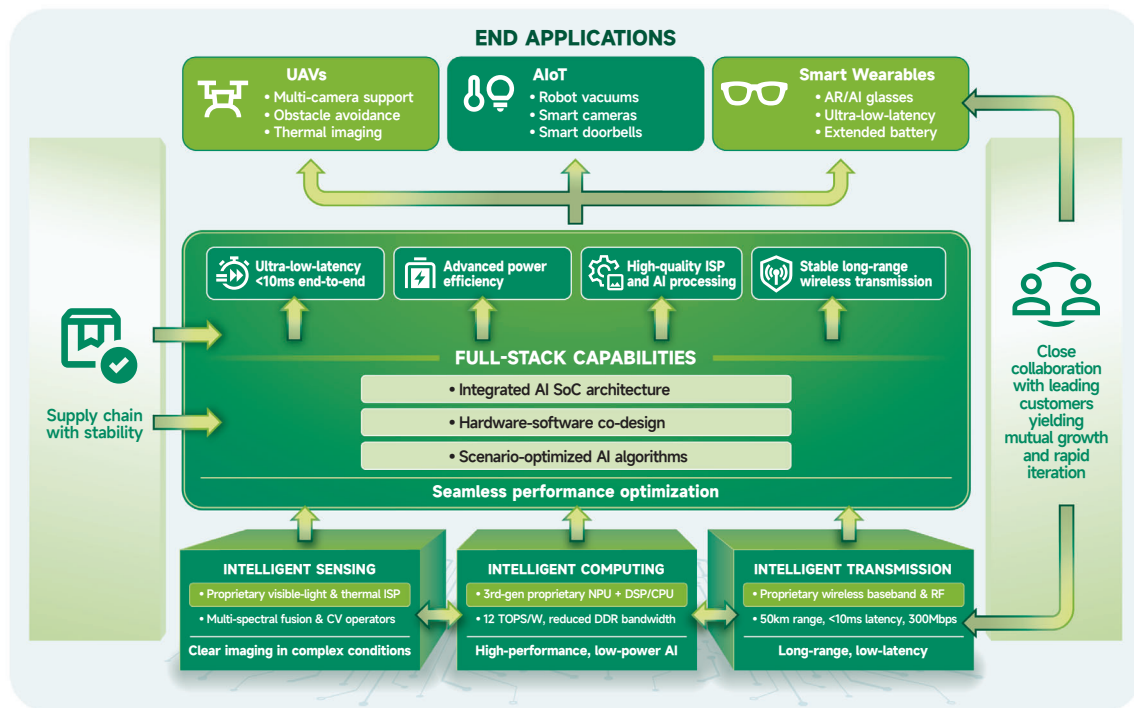 END APPLICATIONS
UAVs
• Multi-camera support
• Obstacle avoidance
• Thermal imaging
AIoT
• Robot vacuums
• Smart cameras
• Smart doorbells
Smart Wearables
• AR/AI glasses
• Ultra-low-latency
• Extended battery
Supply chain
with stability
Ultra-low-latency
<10ms end-to-end
Advanced power
efficiency
High-quality ISP
and AI processing
Stable long-range
wireless transmission
FULL-STACK CAPABILITIES
• Integrated AI SoC architecture
• Hardware-software co-design
• Scenario-optimized AI algorithms
Seamless performance optimization
Close
collaboration
with leading
customers
yielding
mutual growth
and rapid
iteration
INTELLIGENT SENSING
• Proprietary visible-light & thermal ISP
• Multi-spectral fusion & CV operators
Clear imaging in complex conditions
INTELLIGENT COMPUTING
• 3rd-gen proprietary NPU + DSP/CPU
• 12 TOPS/W, reduced DDR bandwidth
High-performance, low-power AI
INTELLIGENT TRANSMISSION
• Proprietary wireless baseband & RF
• 50km range, <10ms latency, 300Mbps
Long-range, low-latency